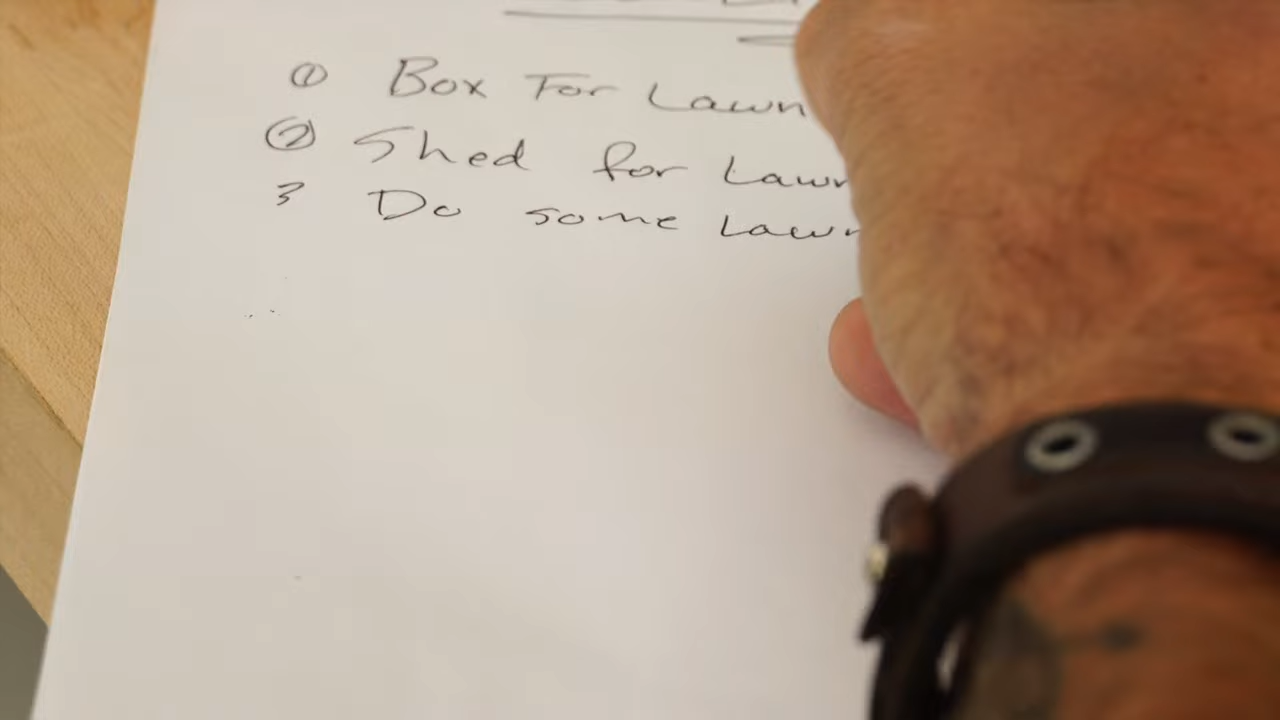 ① Box For Lawn
② Shed for Lawn
3 Do some Lawn